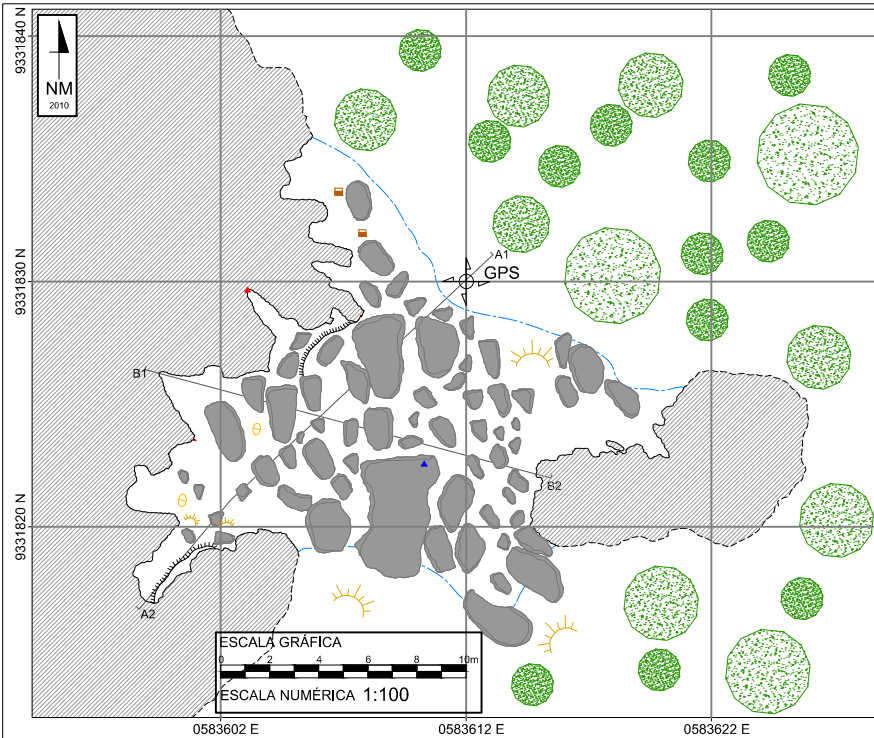 9331840 N
NM
2010
A1
GPS
9331830 N
B1
B2
9331820 N
A2
ESCALA GRÁFICA
0 2 4 6 8 10m
ESCALA NUMÉRICA 1:100
0583602 E 0583612 E 0583622 E